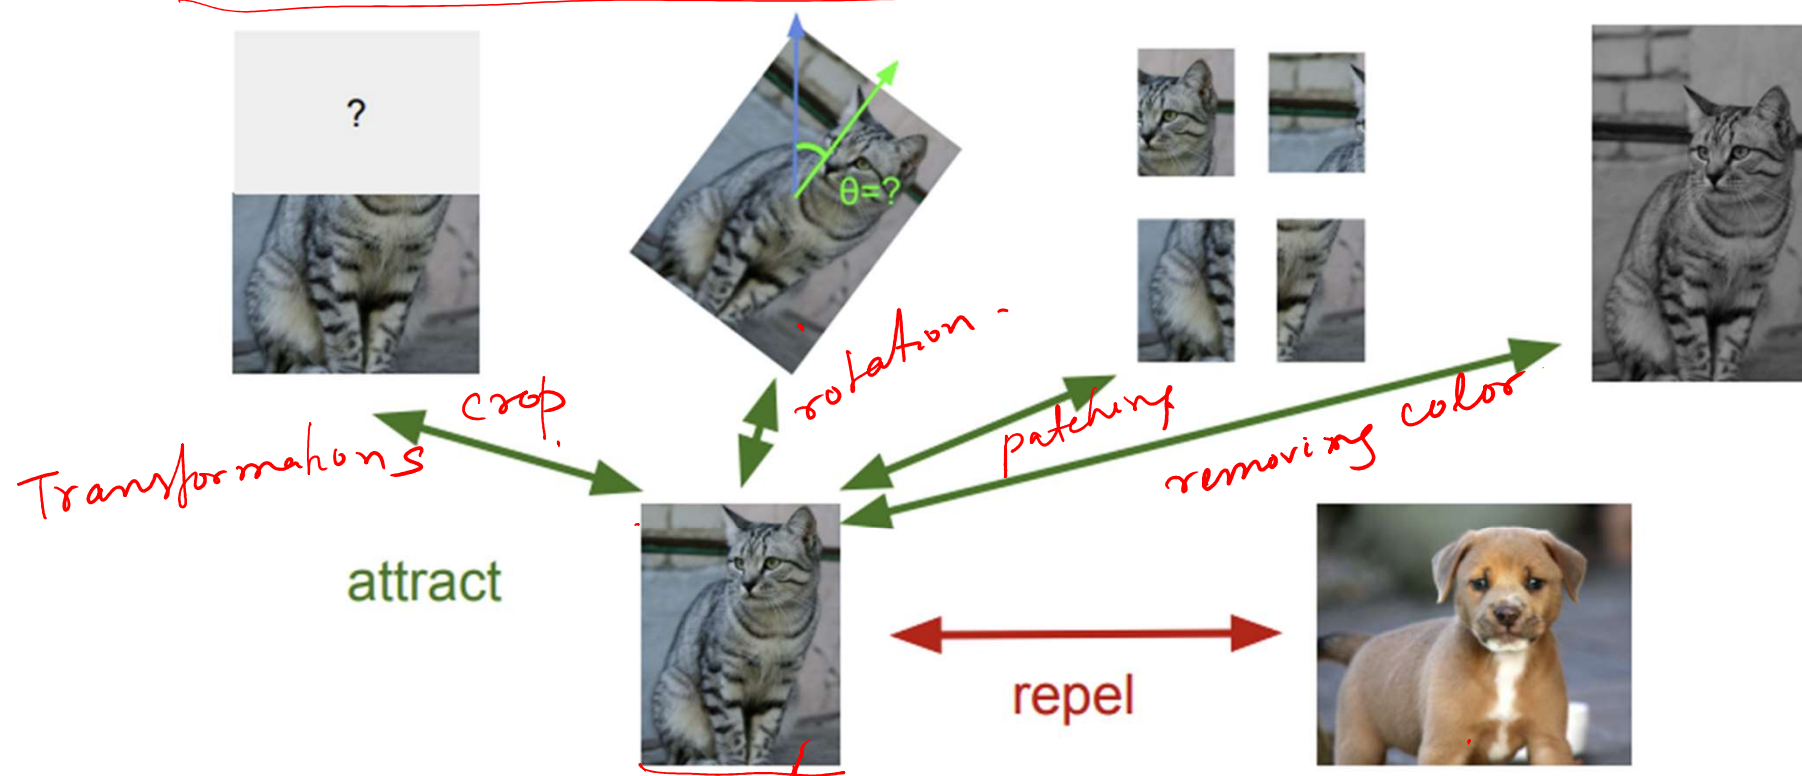 ?
θ=?
rotation -
crop
Transformations
patching
removing color
attract
repel